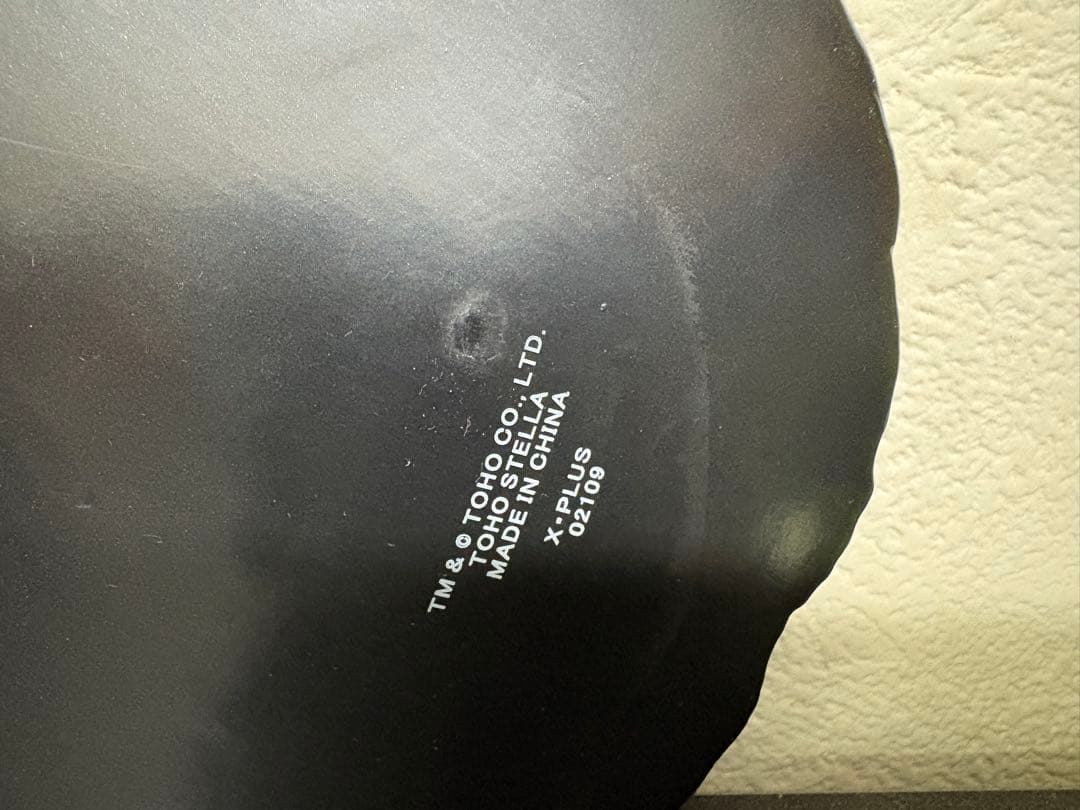 TM & © TOHO CO., LTD.
TOHO STELLA
MADE IN CHINA
X-PLUS
02109